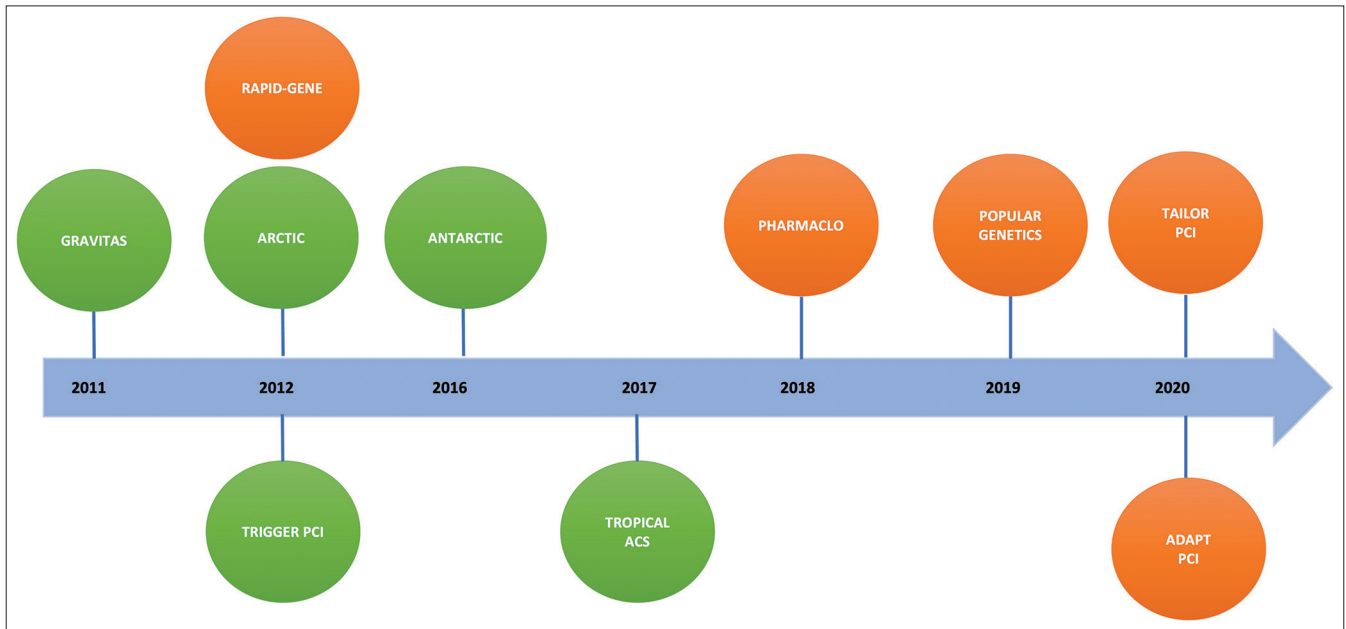 RAPID-GENE
GRAVITAS
ARCTIC
ANTARCTIC
PHARMACLO
POPULAR
GENETICS
TAILOR
PCI
2011
2012
2016
2017
2018
2019
2020
TRIGGER PCI
TROPICAL
ACS
ADAPT
PCI